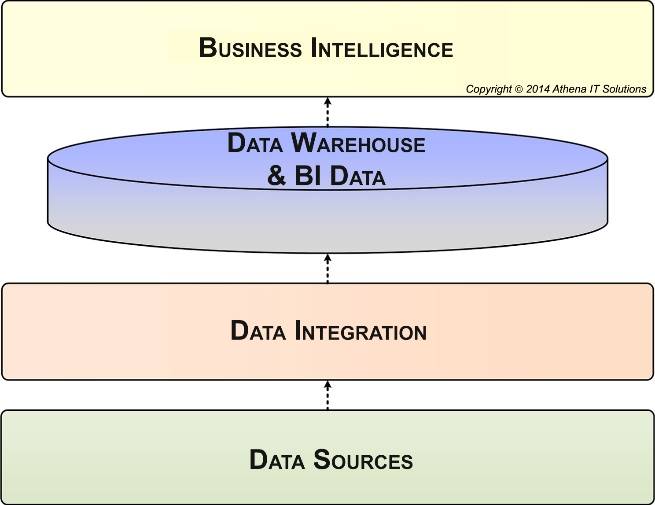 Business Intelligence
Copyright © 2014 Athena IT Solutions
Data Warehouse
& BI Data
Data Integration
Data Sources